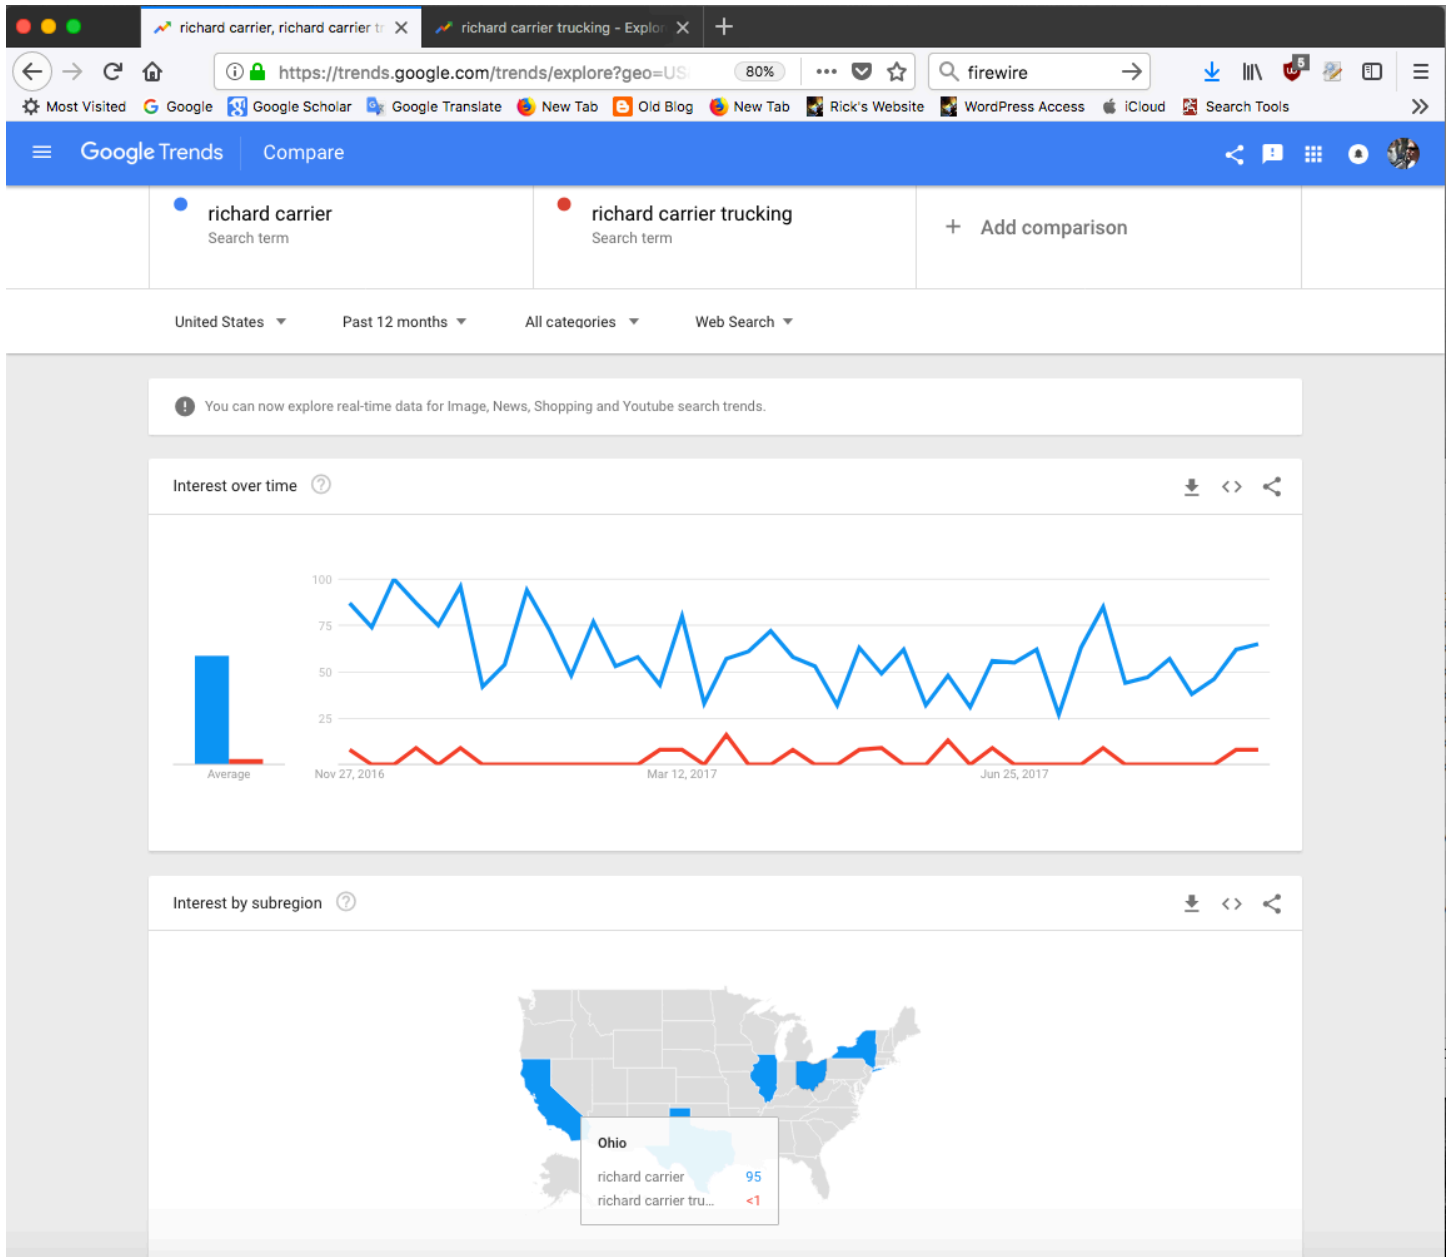 richard carrier, richard carrier tr
richard carrier trucking - Explor
https://trends.google.com/trends/explore?geo=US
80%
firewire
5
Most Visited
Google
Google Scholar
Google Translate
New Tab
Old Blog
New Tab
Rick's Website
WordPress Access
iCloud
Search Tools
Google Trends
Compare
richard carrier
Search term
richard carrier trucking
Search term
+ Add comparison
United States
Past 12 months
All categories
Web Search
You can now explore real-time data for Image, News, Shopping and Youtube search trends.
Interest over time
100
75
50
25
Average
Nov 27, 2016
Mar 12, 2017
Jun 25, 2017
Interest by subregion
Ohio
richard carrier 95
richard carrier tru... <1